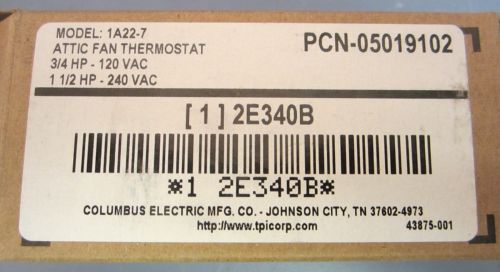 MODEL: 1A22-7
ATTIC FAN THERMOSTAT
3/4 HP - 120 VAC
1 1/2 HP - 240 VAC
PCN-05019102
[ 1 ] 2E340B
*1 2E340B*
COLUMBUS ELECTRIC MFG. CO. - JOHNSON CITY, TN 37602-4973
http://www.tpicorp.com
43875-001